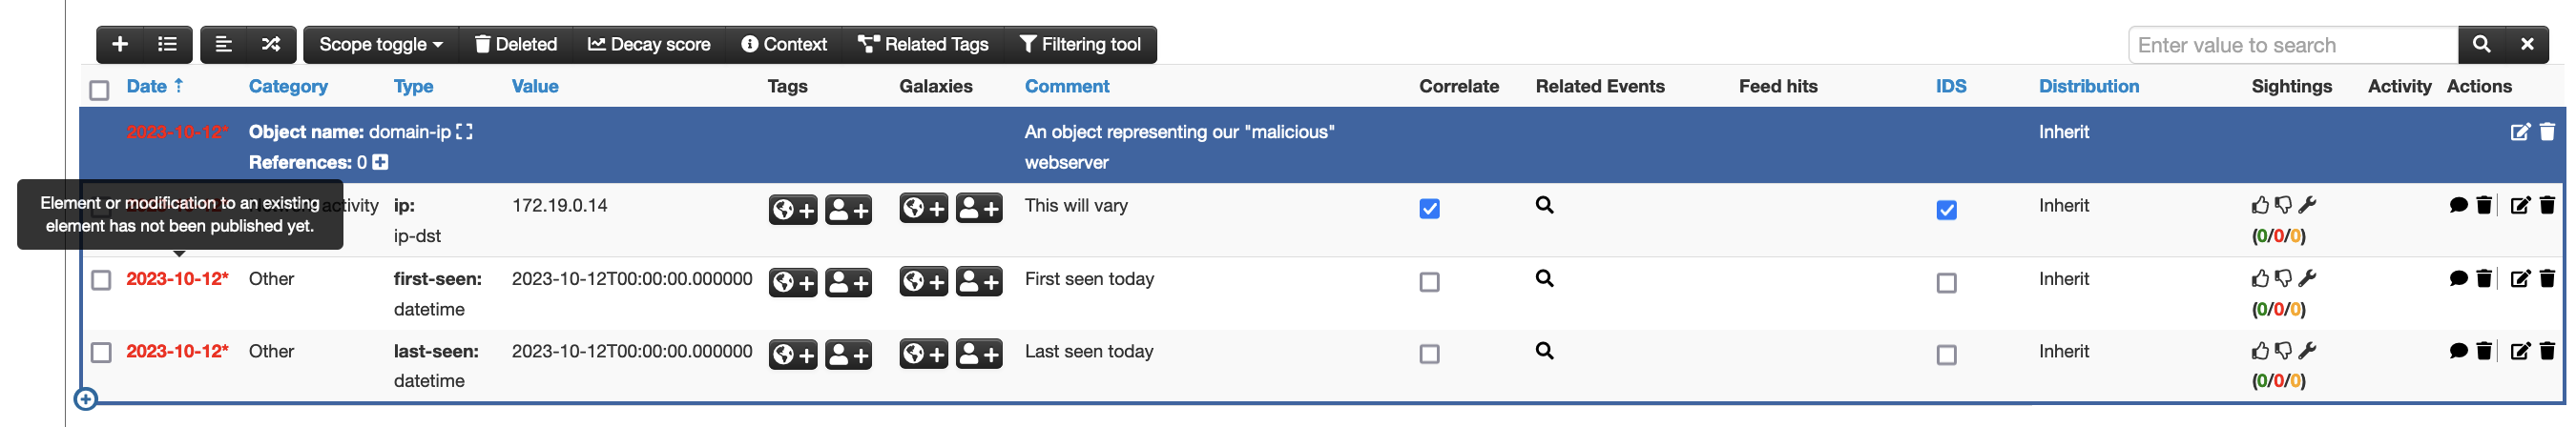 Scope toggle Deleted Decay score Context Related Tags Filtering tool Enter value to search
Date Category Type Value Tags Galaxies Comment Correlate Related Events Feed hits IDS Distribution Sightings Activity Actions
2023-10-12* Object name: domain-ip An object representing our "malicious" Inherit
References: 0 webserver
Element or modification to an existing
element has not been published yet.
activity ip: 172.19.0.14 This will vary Inherit
ip-dst (0/0/0)
2023-10-12* Other first-seen: 2023-10-12T00:00:00.000000 First seen today Inherit
datetime (0/0/0)
2023-10-12* Other last-seen: 2023-10-12T00:00:00.000000 Last seen today Inherit
datetime (0/0/0)